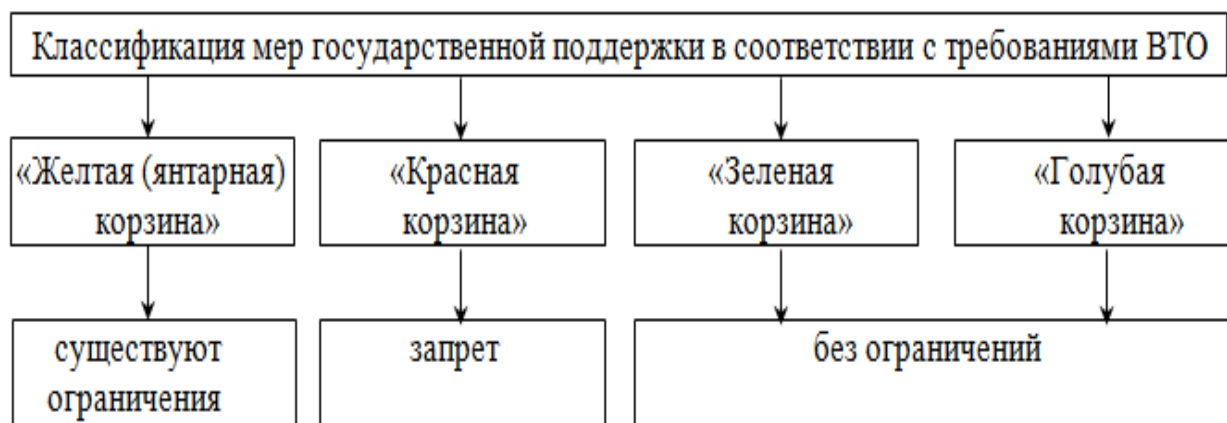 Классификация мер государственной поддержки в соответствии с требованиями ВТО
«Желтая (янтарная)
корзина»
«Красная
корзина»
«Зеленая
корзина»
«Голубая
корзина»
существуют
ограничения
запрет
без ограничений